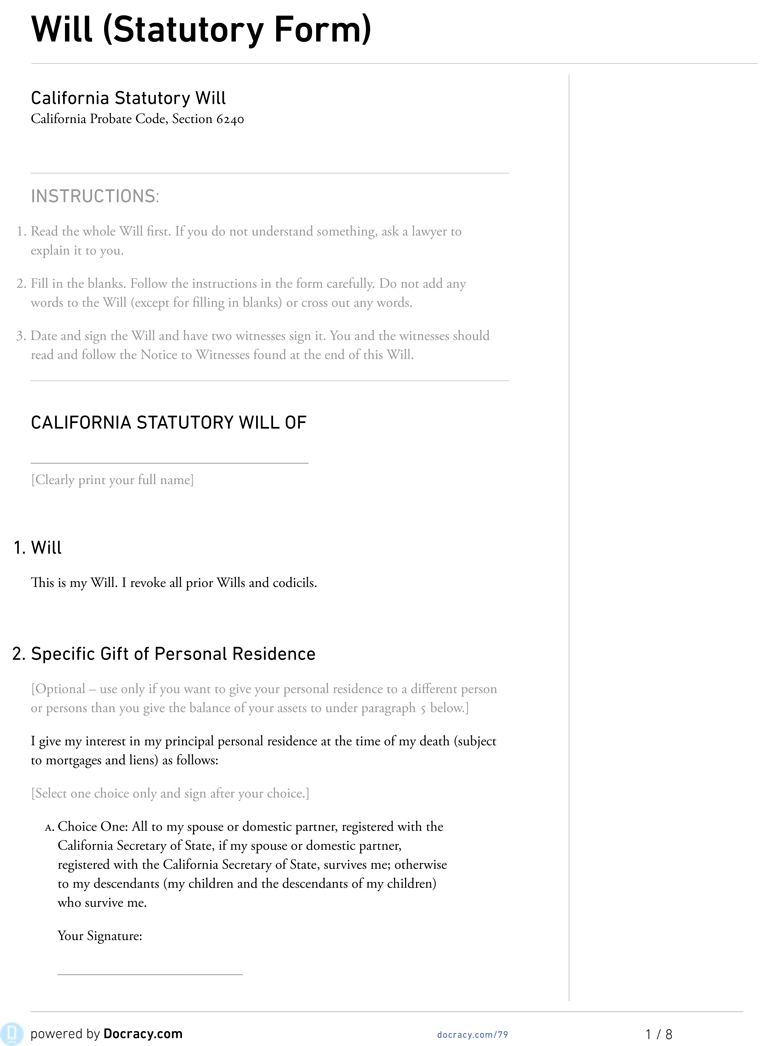 Will (Statutory Form)
California Statutory Will
California Probate Code, Section 6240
INSTRUCTIONS:
1. Read the whole Will first. If you do not understand something, ask a lawyer to
explain it to you.
2. Fill in the blanks. Follow the instructions in the form carefully. Do not add any
words to the Will (except for filling in blanks) or cross out any words.
3. Date and sign the Will and have two witnesses sign it. You and the witnesses should
read and follow the Notice to Witnesses found at the end of this Will.
CALIFORNIA STATUTORY WILL OF
[Clearly print your full name]
1. Will
This is my Will. I revoke all prior Wills and codicils.
2. Specific Gift of Personal Residence
[Optional – use only if you want to give your personal residence to a different person
or persons than you give the balance of your assets to under paragraph 5 below.]
I give my interest in my principal personal residence at the time of my death (subject
to mortgages and liens) as follows:
[Select one choice only and sign after your choice.]
A. Choice One: All to my spouse or domestic partner, registered with the
California Secretary of State, if my spouse or domestic partner,
registered with the California Secretary of State, survives me; otherwise
to my descendants (my children and the descendants of my children)
who survive me.
Your Signature:
powered by Docracy.com
docracy.com/79
1 / 8